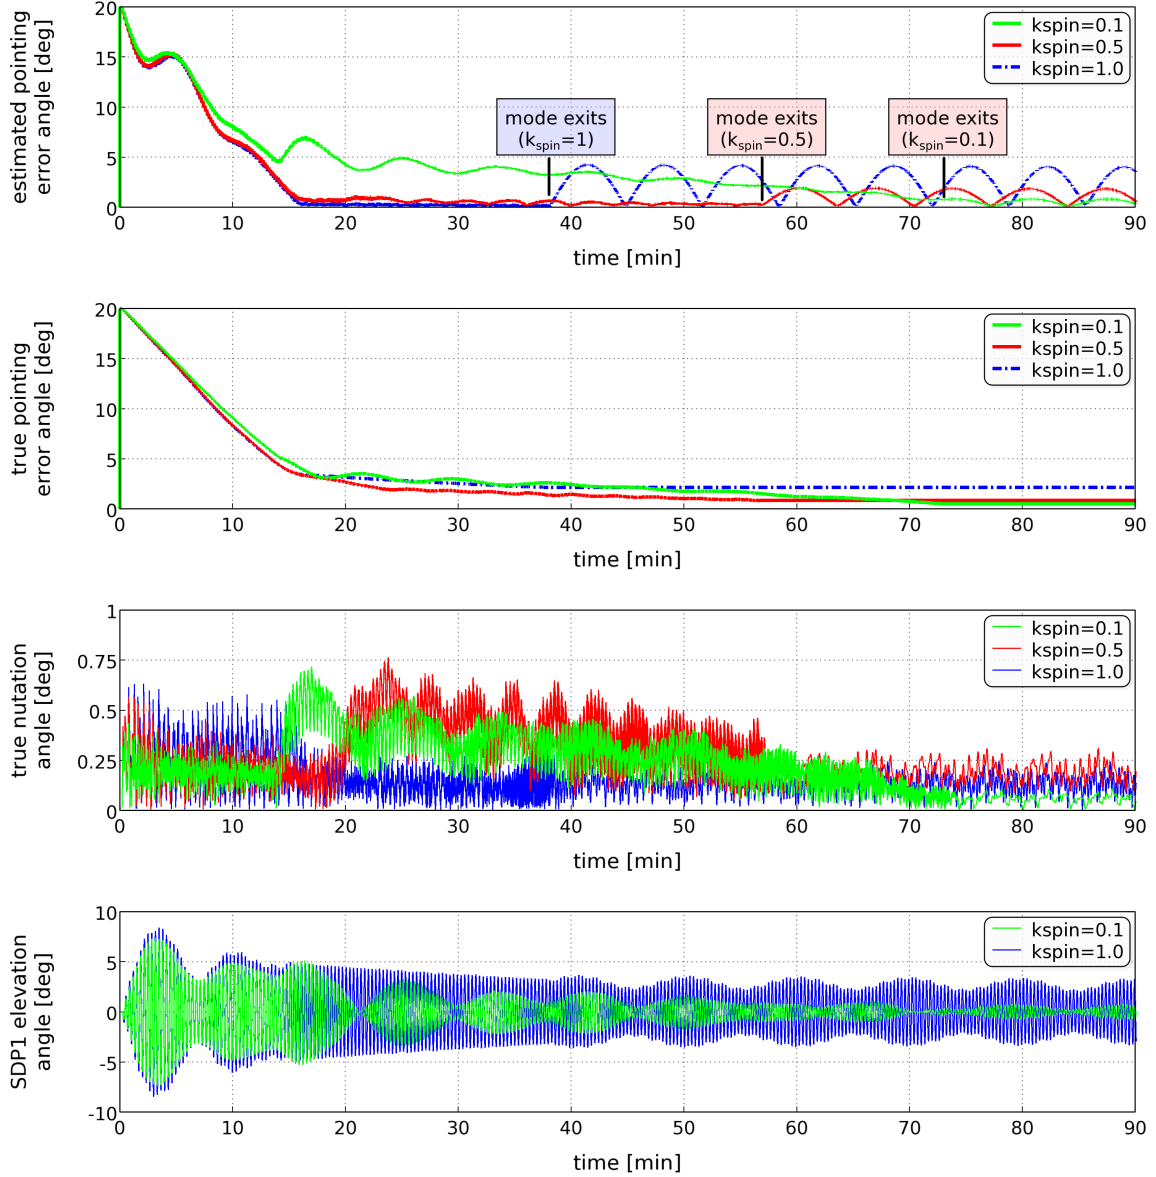 estimated pointing
error angle [deg]
20
15
10
5
0
kspin=0.1
kspin=0.5
kspin=1.0
mode exits
(kspin=1)
mode exits
(kspin=0.5)
mode exits
(kspin=0.1)
0 10 20 30 40 50 60 70 80 90
time [min]
true pointing
error angle [deg]
20
15
10
5
0
kspin=0.1
kspin=0.5
kspin=1.0
0 10 20 30 40 50 60 70 80 90
time [min]
true nutation
angle [deg]
1
0.75
0.5
0.25
0
kspin=0.1
kspin=0.5
kspin=1.0
0 10 20 30 40 50 60 70 80 90
time [min]
SDP1 elevation
angle [deg]
10
5
0
-5
-10
kspin=0.1
kspin=1.0
0 10 20 30 40 50 60 70 80 90
time [min]